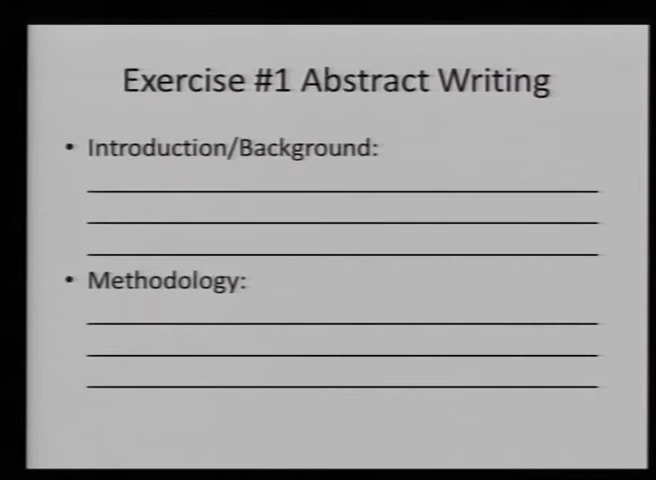 Exercise #1 Abstract Writing
• Introduction/Background:
• Methodology: